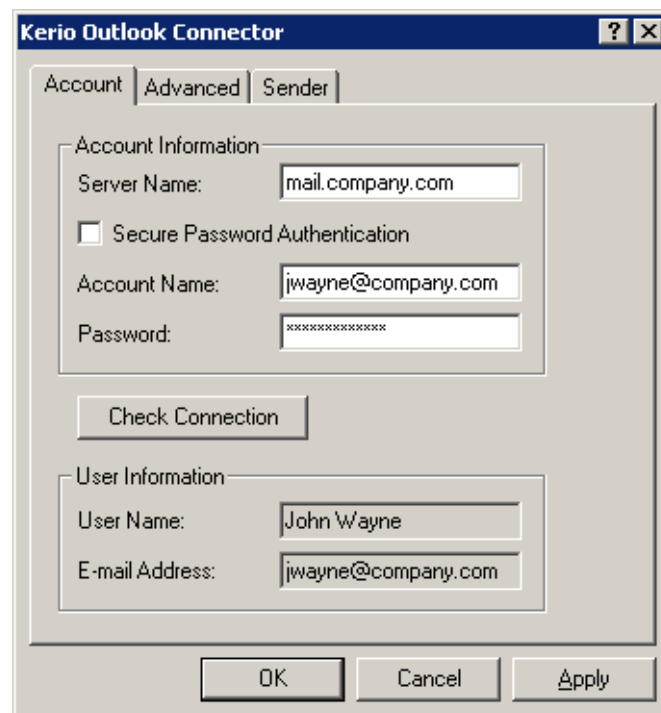 Kerio Outlook Connector
Account Advanced Sender
Account Information
Server Name: mail.company.com
Secure Password Authentication
Account Name: jwayne@company.com
Password: *************
Check Connection
User Information
User Name: John Wayne
E-mail Address: jwayne@company.com
OK Cancel Apply